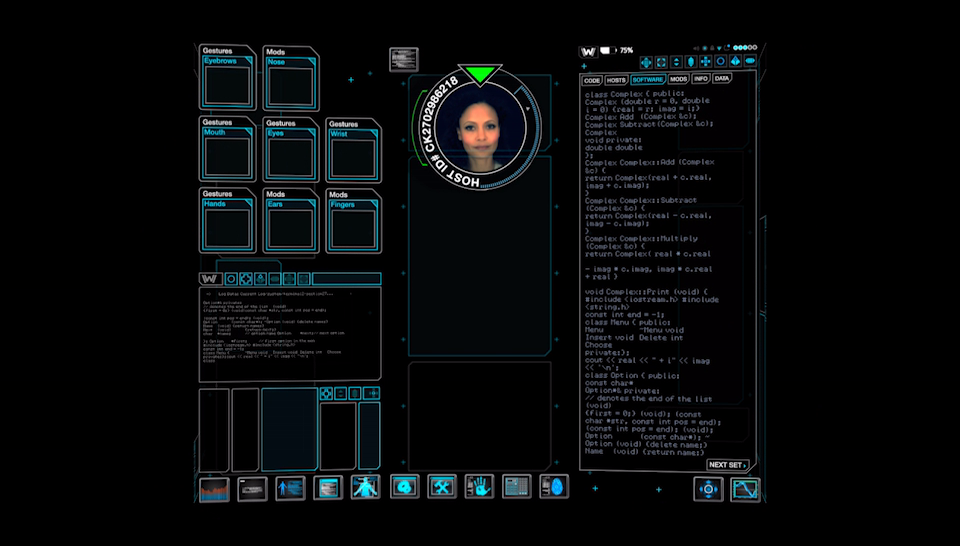 Gestures
Eyebrows
Mods
Nose
Gestures
Mouth
Gestures
Eyes
Gestures
Wrist
Gestures
Hands
Mods
Ears
Mods
Fingers
HOST ID# CK2702986218
W
75%
CODE
HOSTS
SOFTWARE
MODS
INFO
DATA
class Complex { public:
Complex (double r = 0, double
i = 0) {real = r; imag = i;}
Complex Add (Complex &c);
Complex Subtract(Complex &c);
Complex
void private:
double double
};
Complex Complex::Add (Complex
&c) {
return Complex(real + c.real,
imag + c.imag);
}
Complex Complex::Subtract
(Complex &c) {
return Complex(real - c.real,
imag - c.imag);
}
Complex Complex::Multiply
(Complex &c) {
return Complex( real * c.real
- imag * c.imag, imag * c.real
+ real }
void Complex::Print (void) {
#include <iostream.h> #include
<string.h>
const int end = -1;
class Menu { public:
Menu ~Menu void
Insert void Delete int
Choose
private:};
cout << real << " + i" << imag
<< '\n';
class Option { public:
const char*
Option*& private:
// denotes the end of the list
(void)
{first = 0;} (void); (const
char *str, const int pos = end);
(const int pos = end); (void);
Option (const char*); ~
Option (void) {delete name;}
Name (void) {return name;}
NEXT SET ›
W